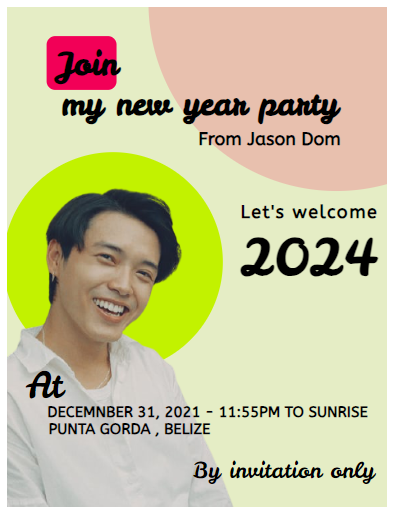 Join
my new year party
From Jason Dom
Let's welcome
2024
At
DECEMNBER 31, 2021 - 11:55PM TO SUNRISE
PUNTA GORDA , BELIZE
By invitation only